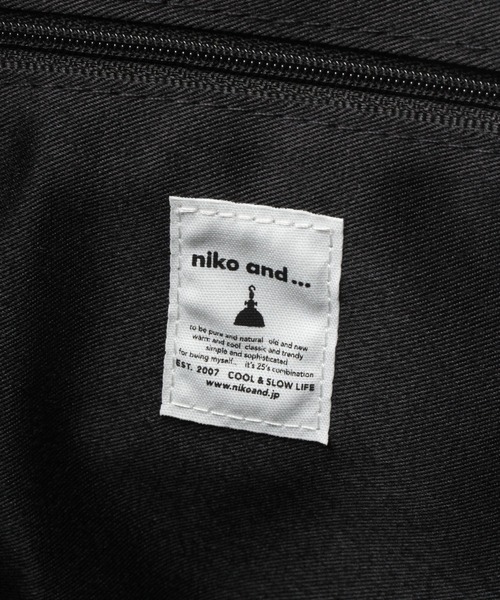 niko and ...
to be pure and natural old and new
warm and cool classic and trendy
simple and sophisticated
for being myself... it's 25's combination
EST. 2007 COOL & SLOW LIFE
www.nikoand.jp